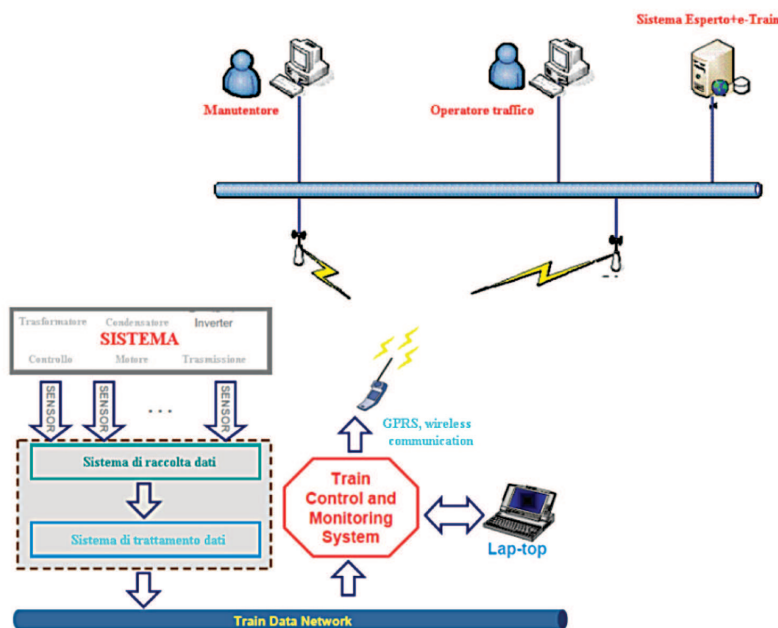 Sistema Esperto+e-Train
Manutentore
Operatore traffico
Trasformatore Condensatore Inverter
SISTEMA
Controllo Motore Trasmissione
SENSOR SENSOR ... SENSOR
GPRS, wireless
communication
Sistema di raccolta dati
Train
Control and
Monitoring
System
Sistema di trattamento dati
Lap-top
Train Data Network